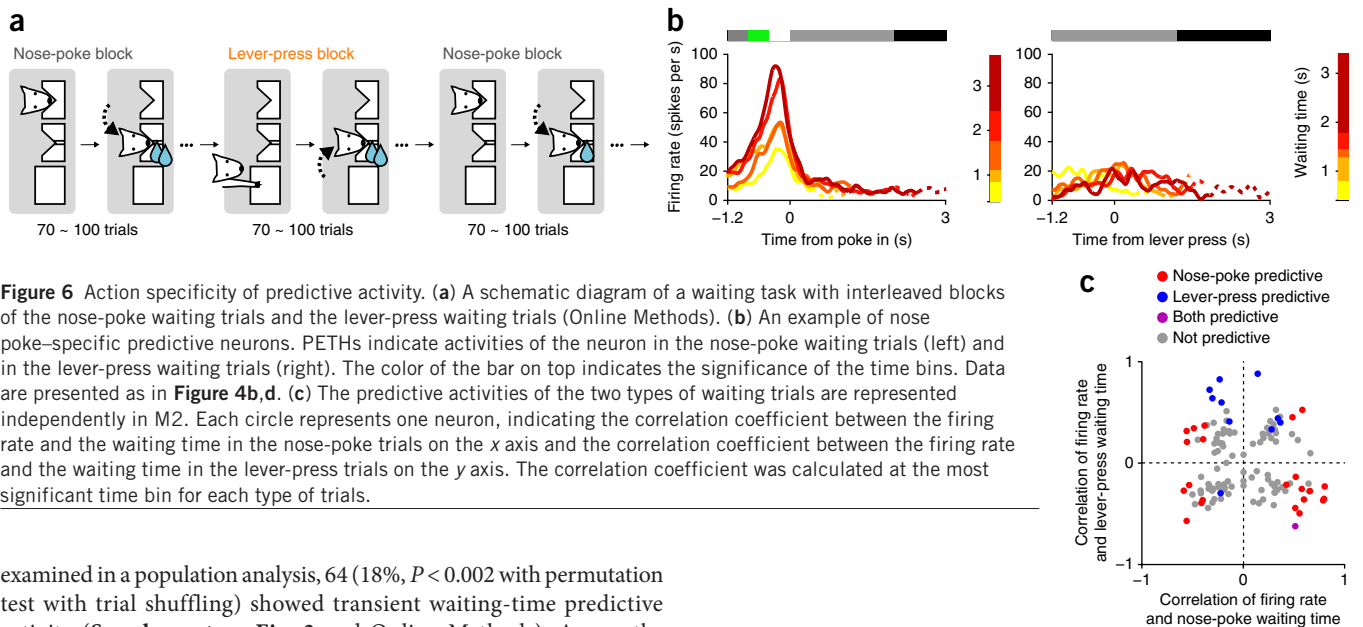 a
Nose-poke block
Lever-press block
Nose-poke block
70 ~ 100 trials
70 ~ 100 trials
70 ~ 100 trials
b
Firing rate (spikes per s)
100
80
60
40
20
0
−1.2
0
3
Time from poke in (s)
3
2
1
100
80
60
40
20
0
−1.2
0
3
Time from lever press (s)
Waiting time (s)
3
2
1
Figure 6 Action specificity of predictive activity. (a) A schematic diagram of a waiting task with interleaved blocks
of the nose-poke waiting trials and the lever-press waiting trials (Online Methods). (b) An example of nose
poke–specific predictive neurons. PETHs indicate activities of the neuron in the nose-poke waiting trials (left) and
in the lever-press waiting trials (right). The color of the bar on top indicates the significance of the time bins. Data
are presented as in Figure 4b,d. (c) The predictive activities of the two types of waiting trials are represented
independently in M2. Each circle represents one neuron, indicating the correlation coefficient between the firing
rate and the waiting time in the nose-poke trials on the x axis and the correlation coefficient between the firing rate
and the waiting time in the lever-press trials on the y axis. The correlation coefficient was calculated at the most
significant time bin for each type of trials.
c
Nose-poke predictive
Lever-press predictive
Both predictive
Not predictive
Correlation of firing rate
and lever-press waiting time
1
0
−1
−1
0
1
Correlation of firing rate
and nose-poke waiting time
examined in a population analysis, 64 (18%, P < 0.002 with permutation
test with trial shuffling) showed transient waiting-time predictive